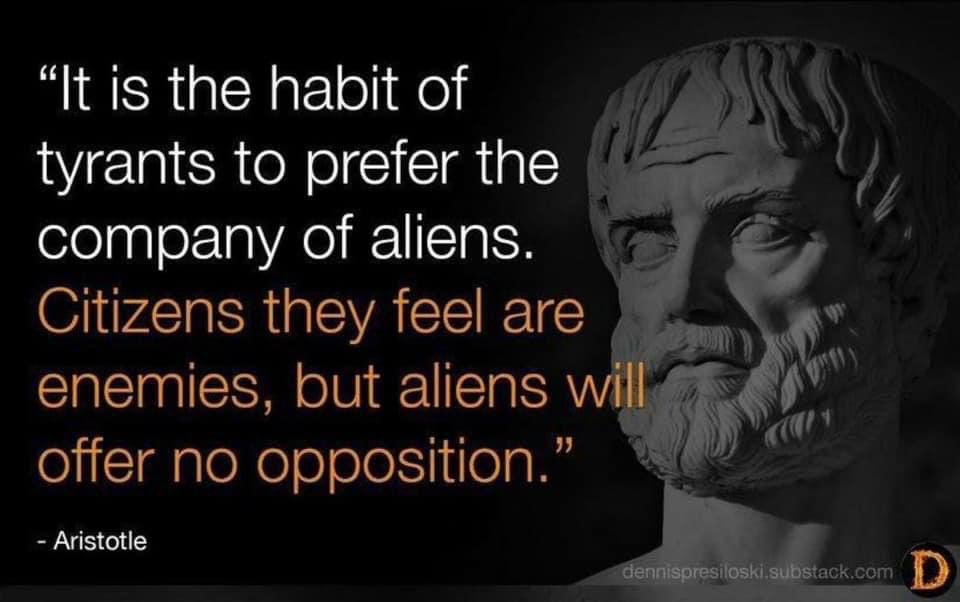 “It is the habit of
tyrants to prefer the
company of aliens.
Citizens they feel are
enemies, but aliens will
offer no opposition.”
- Aristotle
dennispresiloski.substack.com
D